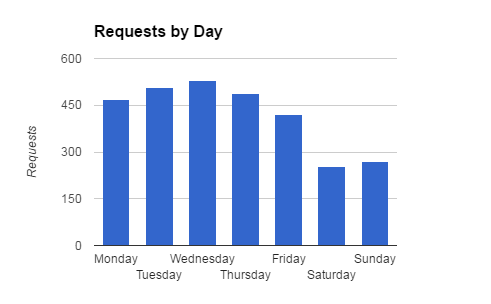 Requests by Day
600
450
300
150
0
Requests
Monday Wednesday Friday Sunday
Tuesday Thursday Saturday